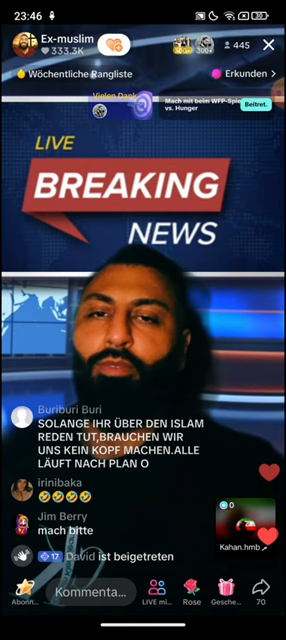 23:46
30
Ex-muslim
333.3K
300+
445
Wöchentliche Rangliste
Erkunden >
Vielen Dank
Mach mit beim WFP-Spie
vs. Hunger
Beitret.
LIVE
BREAKING
NEWS
Buriburi Buri
SOLANGE IHR ÜBER DEN ISLAM
REDEN TUT,BRAUCHEN WIR
UNS KEIN KOPF MACHEN.ALLE
LÄUFT NACH PLAN O
irinibaka
🤣🤣🤣🤣
Jim Berry
mach bitte
17 David ist beigetreten
0
Kahan.hmb
Abonn...
Kommenta...
LIVE mi...
Rose
Gesche...
70